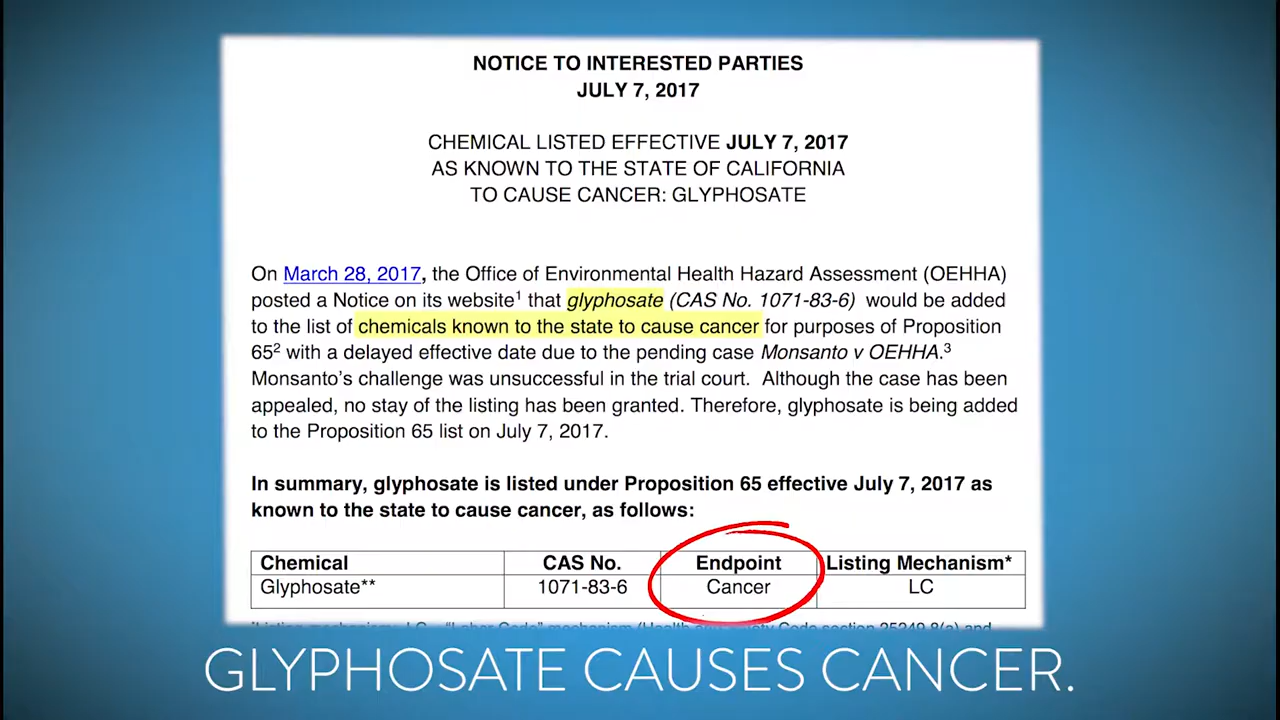 NOTICE TO INTERESTED PARTIES
JULY 7, 2017
CHEMICAL LISTED EFFECTIVE JULY 7, 2017
AS KNOWN TO THE STATE OF CALIFORNIA
TO CAUSE CANCER: GLYPHOSATE
On March 28, 2017, the Office of Environmental Health Hazard Assessment (OEHHA)
posted a Notice on its website¹ that glyphosate (CAS No. 1071-83-6) would be added
to the list of chemicals known to the state to cause cancer for purposes of Proposition
65² with a delayed effective date due to the pending case Monsanto v OEHHA.³
Monsanto's challenge was unsuccessful in the trial court. Although the case has been
appealed, no stay of the listing has been granted. Therefore, glyphosate is being added
to the Proposition 65 list on July 7, 2017.
In summary, glyphosate is listed under Proposition 65 effective July 7, 2017 as
known to the state to cause cancer, as follows:
Chemical CAS No. Endpoint Listing Mechanism*
Glyphosate** 1071-83-6 Cancer LC
GLYPHOSATE CAUSES CANCER.